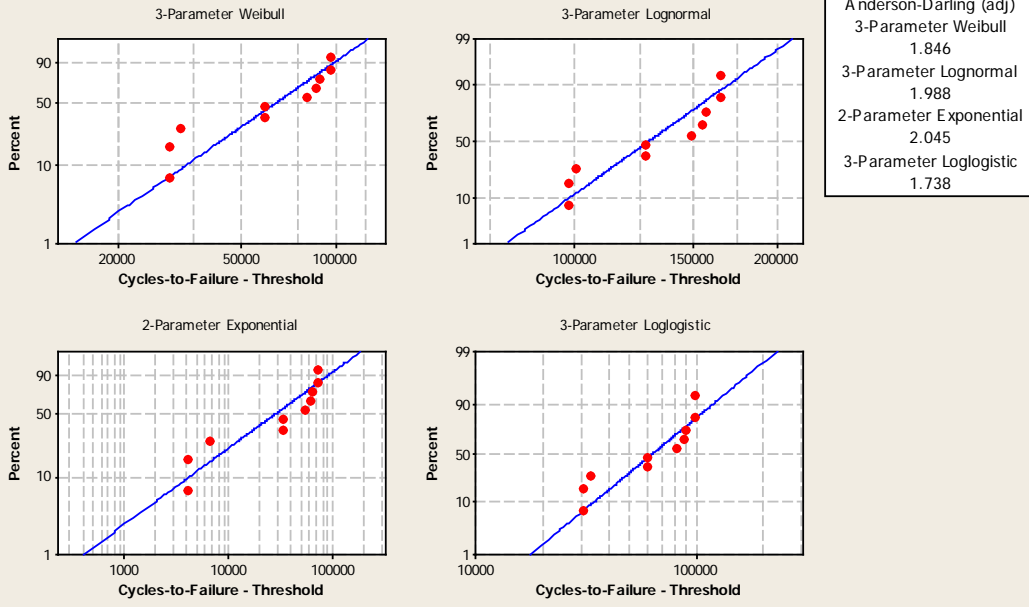 3-Parameter Weibull
Percent
90
50
10
1
20000 50000 100000
Cycles-to-Failure - Threshold
3-Parameter Lognormal
Percent
99
90
50
10
1
100000 150000 200000
Cycles-to-Failure - Threshold
Anderson-Darling (adj)
3-Parameter Weibull
1.846
3-Parameter Lognormal
1.988
2-Parameter Exponential
2.045
3-Parameter Loglogistic
1.738
2-Parameter Exponential
Percent
90
50
10
1
1000 10000 100000
Cycles-to-Failure - Threshold
3-Parameter Loglogistic
Percent
99
90
50
10
1
10000 100000
Cycles-to-Failure - Threshold